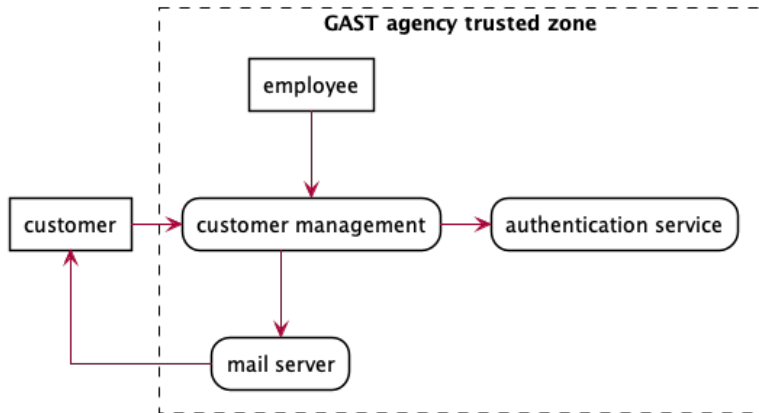 GAST agency trusted zone
employee
customer
customer management
authentication service
mail server